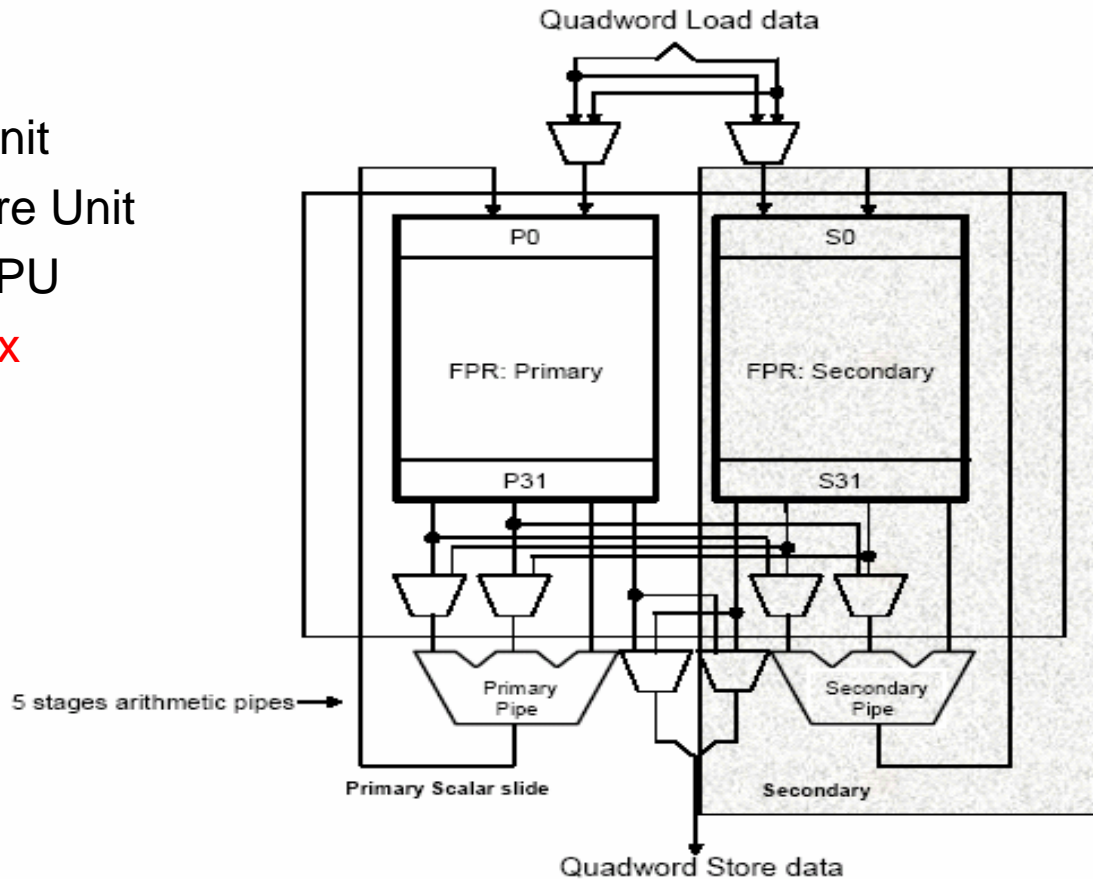 Quadword Load data
nit
re Unit
PU
x
P0
S0
FPR: Primary
FPR: Secondary
P31
S31
5 stages arithmetic pipes
Primary
Pipe
Secondary
Pipe
Primary Scalar slide
Secondary
Quadword Store data